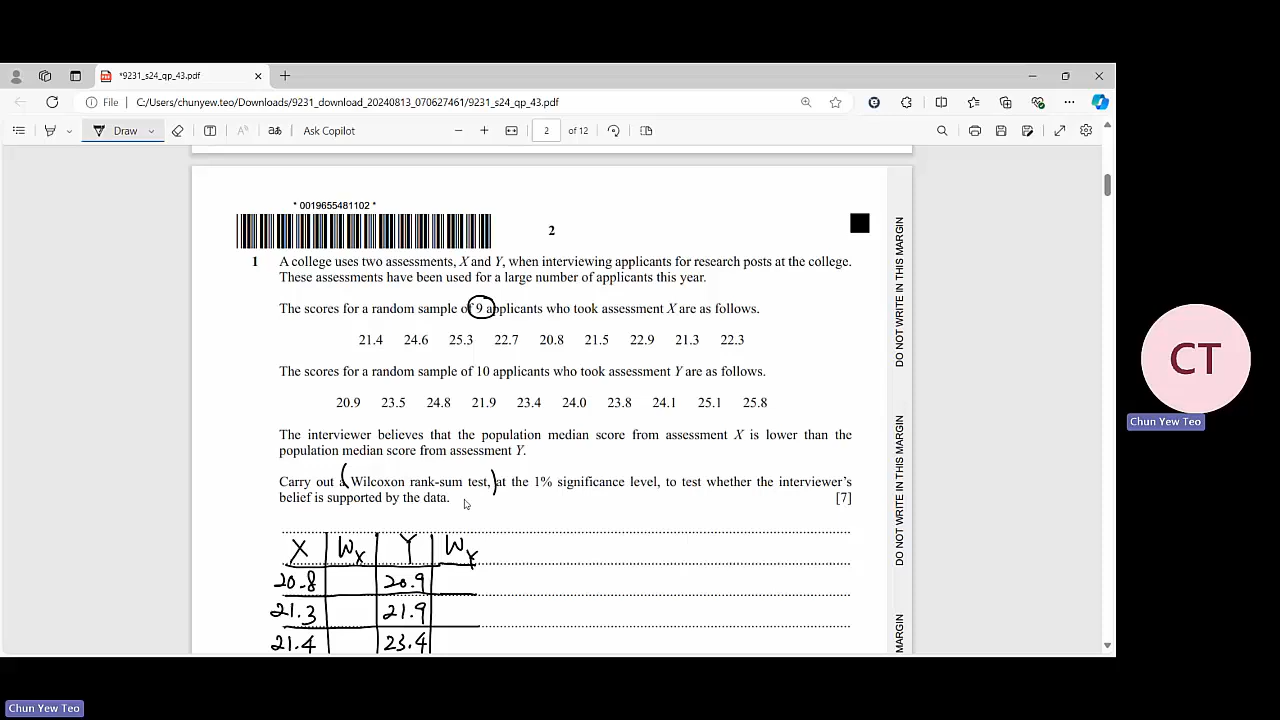 *9231_s24_qp_43.pdf
File C:/Users/chunyew.teo/Downloads/9231_download_20240813_070627461/9231_s24_qp_43.pdf
Draw aあ Ask Copilot 2 of 12
* 0019655481102 *
2
1 A college uses two assessments, X and Y, when interviewing applicants for research posts at the college.
These assessments have been used for a large number of applicants this year.
The scores for a random sample of 9 applicants who took assessment X are as follows.
21.4 24.6 25.3 22.7 20.8 21.5 22.9 21.3 22.3
The scores for a random sample of 10 applicants who took assessment Y are as follows.
20.9 23.5 24.8 21.9 23.4 24.0 23.8 24.1 25.1 25.8
The interviewer believes that the population median score from assessment X is lower than the
population median score from assessment Y.
Carry out a (Wilcoxon rank-sum test,) at the 1% significance level, to test whether the interviewer's
belief is supported by the data. [7]
X Wx Y Wy
20.8 20.9
21.3 21.9
21.4 23.4
DO NOT WRITE IN THIS MARGIN
DO NOT WRITE IN THIS MARGIN
MARGIN
CT
Chun Yew Teo
Chun Yew Teo